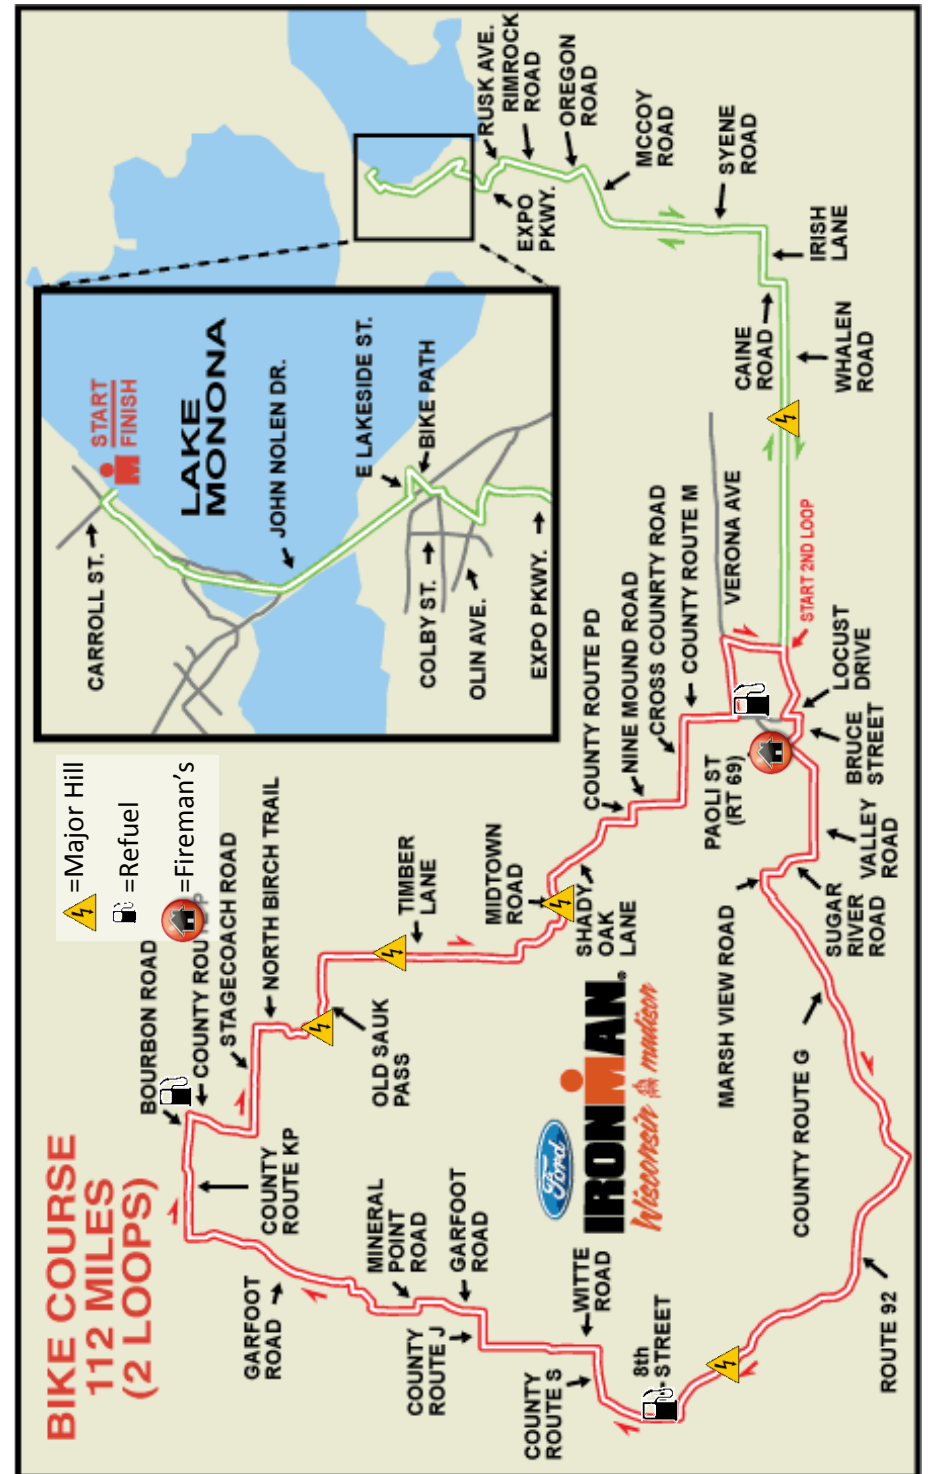 BIKE COURSE
112 MILES
(2 LOOPS)
=Major Hill
=Refuel
=Fireman's
BOURBON ROAD
COUNTY P
STAGECOACH ROAD
NORTH BIRCH TRAIL
COUNTY
ROUTE KP
GARFOOT
ROAD
MINERAL
POINT
ROAD
GARFOOT
ROAD
COUNTY
ROUTE J
OLD SAUK
PASS
TIMBER
LANE
MIDTOWN
ROAD
SHADY
OAK
LANE
CARROLL ST.
START
FINISH
LAKE
MONONA
JOHN NOLEN DR.
E LAKESIDE ST.
BIKE PATH
COLBY ST.
OLIN AVE.
EXPO PKWY.
RUSK AVE.
RIMROCK
ROAD
EXPO
PKWY.
OREGON
ROAD
MCCOY
ROAD
SYENE
ROAD
IRISH
LANE
CAINE
ROAD
WHALEN
ROAD
COUNTY
ROUTE S
WITTE
ROAD
8th
STREET
Ford
IRONMAN®
Wisconsin madison
COUNTY ROUTE PD
NINE MOUND ROAD
CROSS COUNRTY ROAD
COUNTY ROUTE M
VERONA AVE
PAOLI ST
(RT 69)
START 2ND LOOP
MARSH VIEW ROAD
COUNTY ROUTE G
ROUTE 92
SUGAR
RIVER
ROAD
VALLEY
ROAD
BRUCE
STREET
LOCUST
DRIVE